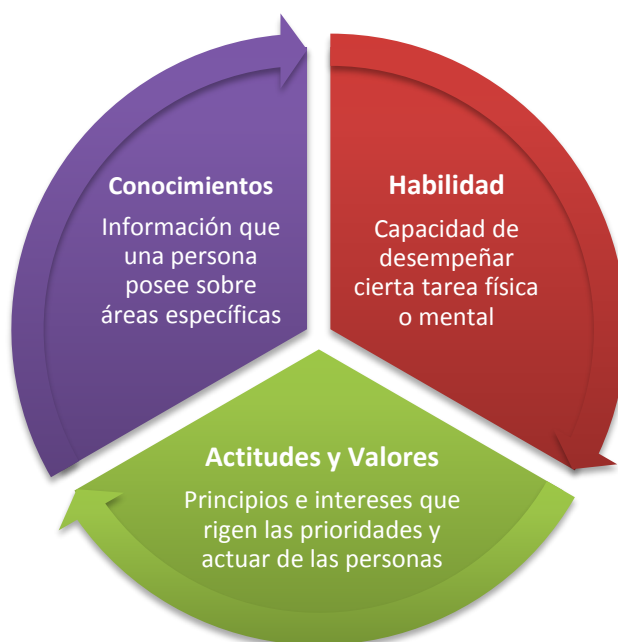 Conocimientos
Información que
una persona
posee sobre
áreas específicas
Habilidad
Capacidad de
desempeñar
cierta tarea física
o mental
Actitudes y Valores
Principios e intereses que
rigen las prioridades y
actuar de las personas